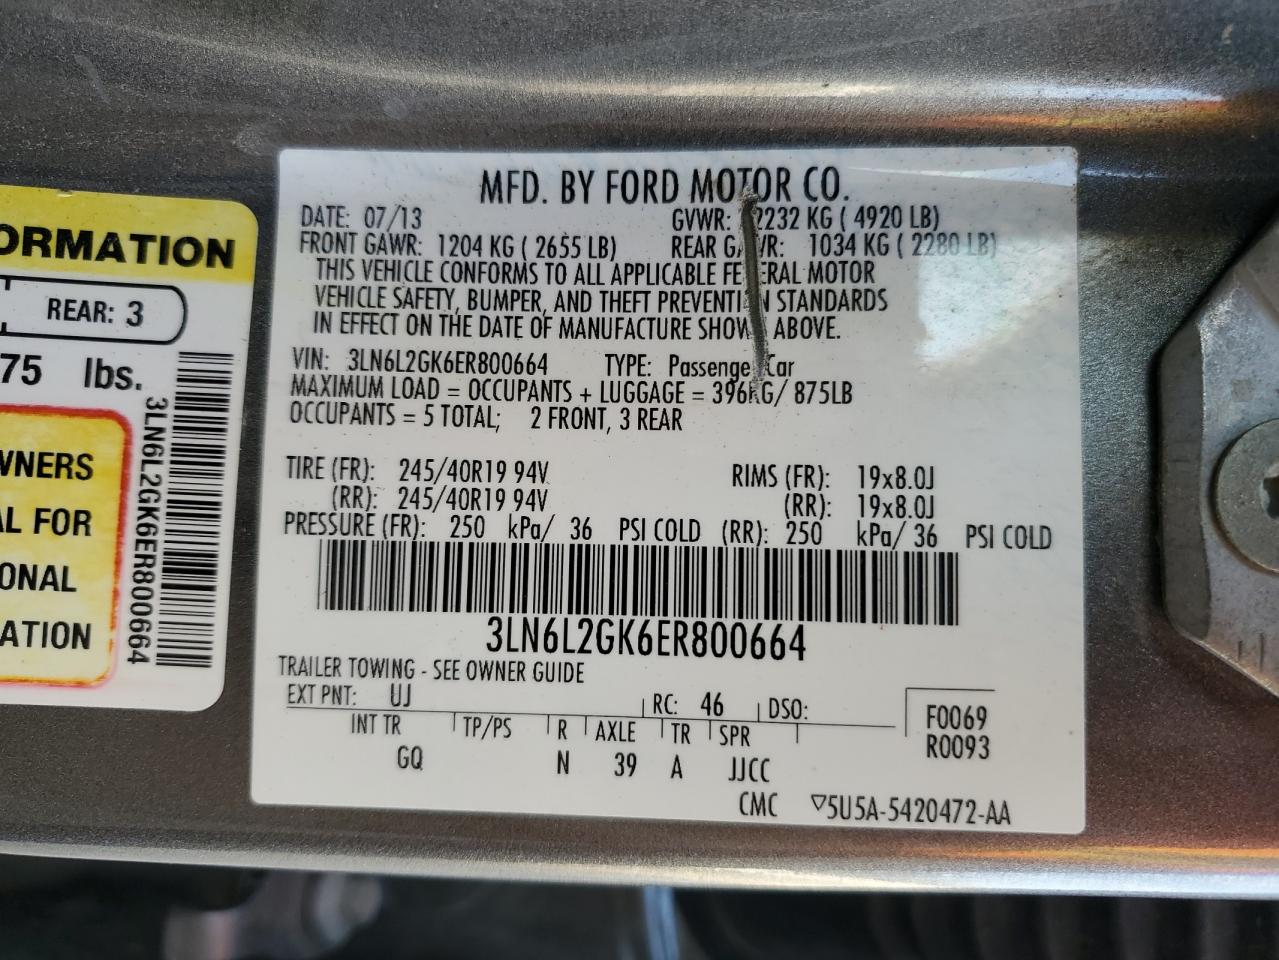 ORMATION
REAR: 3
75 lbs.
WNERS
AL FOR
ONAL
ATION
3LN6L2GK6ER800664
MFD. BY FORD MOTOR CO.
DATE: 07/13 GVWR: 2232 KG ( 4920 LB)
FRONT GAWR: 1204 KG ( 2655 LB) REAR GAWR: 1034 KG ( 2280 LB)
THIS VEHICLE CONFORMS TO ALL APPLICABLE FEDERAL MOTOR
VEHICLE SAFETY, BUMPER, AND THEFT PREVENTION STANDARDS
IN EFFECT ON THE DATE OF MANUFACTURE SHOWN ABOVE.
VIN: 3LN6L2GK6ER800664 TYPE: Passenger Car
MAXIMUM LOAD = OCCUPANTS + LUGGAGE = 396KG/ 875LB
OCCUPANTS = 5 TOTAL; 2 FRONT, 3 REAR
TIRE (FR): 245/40R19 94V RIMS (FR): 19x8.0J
(RR): 245/40R19 94V (RR): 19x8.0J
PRESSURE (FR): 250 kPa/ 36 PSI COLD (RR): 250 kPa/ 36 PSI COLD
3LN6L2GK6ER800664
TRAILER TOWING - SEE OWNER GUIDE
EXT PNT: UJ RC: 46 DSO:
INT TR TP/PS R AXLE TR SPR
GQ N 39 A JJCC
F0069
R0093
CMC ▽5U5A-5420472-AA